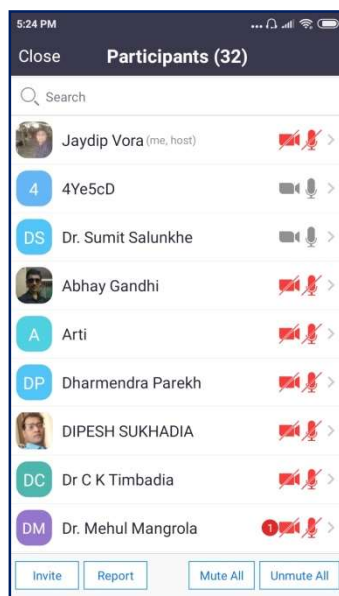 5:24 PM
Close Participants (32)
Search
Jaydip Vora (me, host)
4 4Ye5cD
DS Dr. Sumit Salunkhe
Abhay Gandhi
A Arti
DP Dharmendra Parekh
DIPESH SUKHADIA
DC Dr C K Timbadia
DM Dr. Mehul Mangrola 1
Invite Report Mute All Unmute All